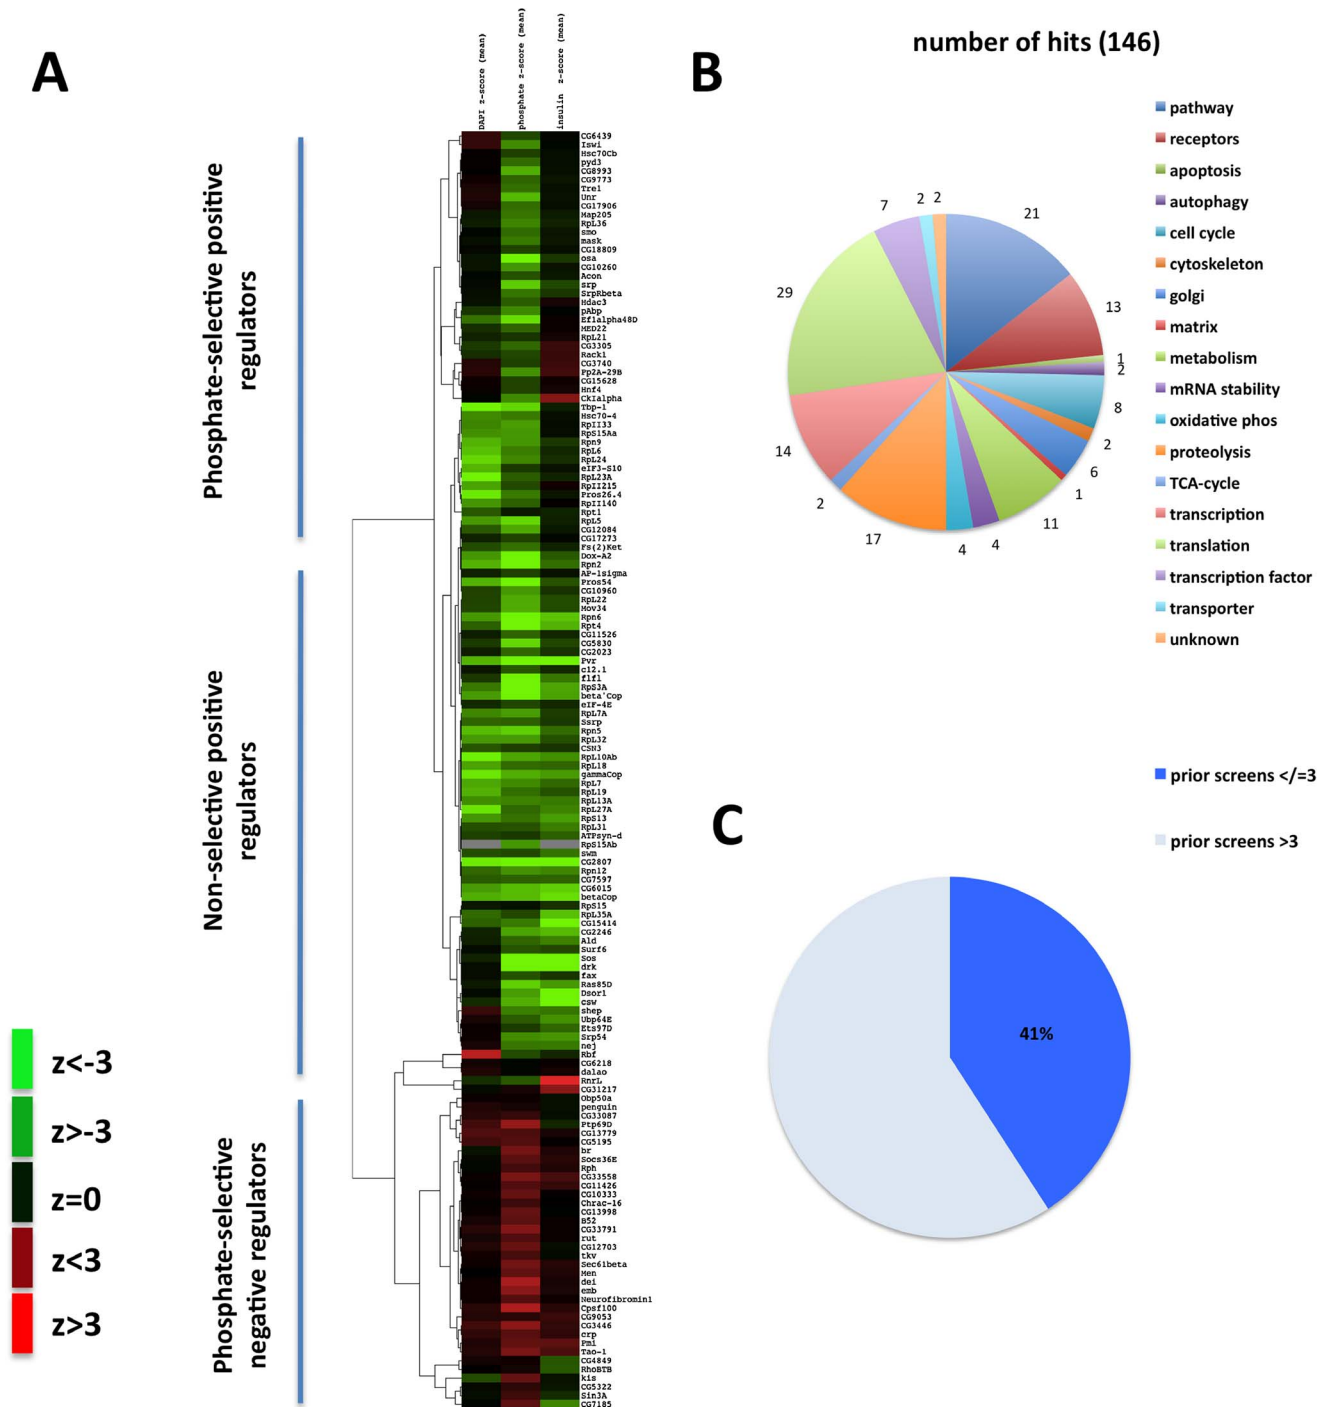 A
Phosphate-selective positive
regulators
Non-selective positive
regulators
Phosphate-selective
negative regulators
z<-3
z>-3
z=0
z<3
z>3
DAPI z-score (mean)
phosphate z-score (mean)
insulin z-score (mean)
CG6439
Iswi
Hsc70Cb
pyd3
CG8993
CG9773
Tre1
Unr
CG17906
Map205
RpL36
smo
mask
CG18809
osa
CG10260
Acon
srp
SrpRbeta
Hdac3
pAbp
Ef1alpha48D
MED22
RpL21
CG3305
Rack1
CG3740
Pp2A-29B
CG15628
Hnf4
CkIalpha
Tbp-1
Hsc70-4
RpII33
RpS15Aa
Rpn9
RpL6
RpL24
eIF3-S10
RpL23A
RpII215
Pros26.4
RpII140
Rpt1
RpL5
CG12084
CG17273
Fs(2)Ket
Dox-A2
Rpn2
AP-1sigma
Pros54
CG10960
RpL22
Mov34
Rpn6
Rpt4
CG11526
CG5830
CG2023
Pvr
c12.1
flfl
RpS3A
beta'Cop
eIF-4E
RpL7A
Ssrp
Rpn5
RpL32
CSN3
RpL10Ab
RpL18
gammaCop
RpL7
RpL19
RpL13A
RpL27A
RpS13
RpL31
ATPsyn-d
RpS15Ab
swm
CG2807
Rpn12
CG7597
CG6015
betaCop
RpS15
RpL35A
CG15414
CG2246
Ald
Surf6
Sos
drk
fax
Ras85D
Dsor1
csw
shep
Ubp64E
Ets97D
Srp54
nej
Rbf
CG6218
dalao
RnrL
CG31217
Obp50a
penguin
CG33087
Ptp69D
CG13779
CG5195
br
Socs36E
Rph
CG33558
CG11426
CG10333
Chrac-16
CG13998
B52
CG33791
rut
CG12703
tkv
Sec61beta
Men
dei
emb
Neurofibromin1
Cpsf100
CG9053
CG3446
crp
Pmi
Tao-1
CG4849
RhoBTB
kis
CG5322
Sin3A
CG7185
B
number of hits (146)
21
13
1
2
8
2
6
1
11
4
4
17
2
14
29
7
2
2
pathway
receptors
apoptosis
autophagy
cell cycle
cytoskeleton
golgi
matrix
metabolism
mRNA stability
oxidative phos
proteolysis
TCA-cycle
transcription
translation
transcription factor
transporter
unknown
C
prior screens </=3
prior screens >3
41%